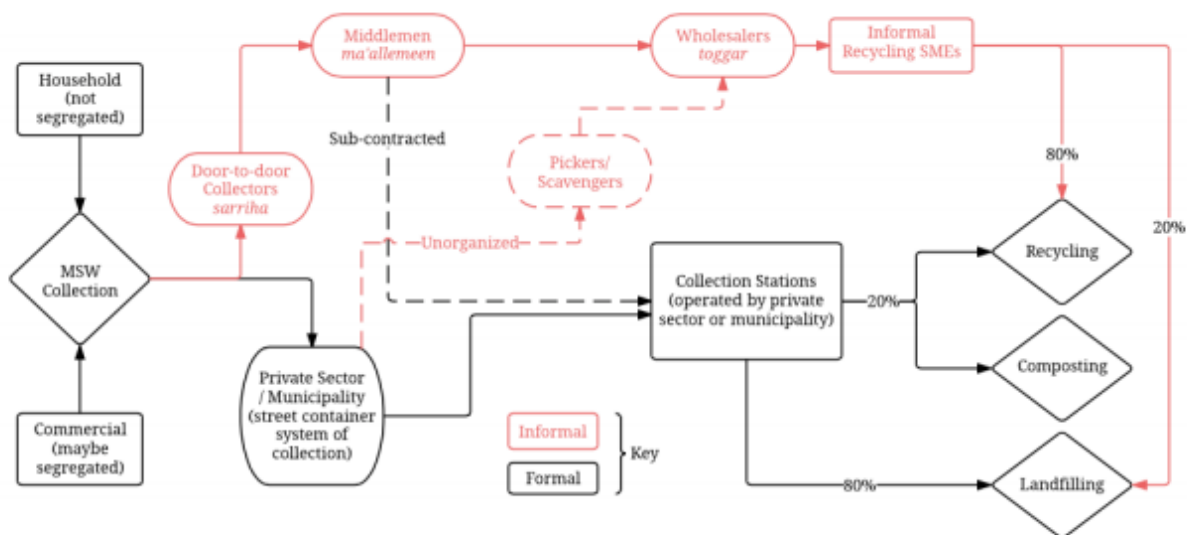 Household
(not
segregated)
MSW
Collection
Commercial
(maybe
segregated)
Door-to-door
Collectors
sarriha
Middlemen
ma'allemeen
Sub-contracted
Unorganized
Private Sector
/ Municipality
(street container
system of
collection)
Pickers/
Scavengers
Wholesalers
toggar
Informal
Recycling SMEs
Collection Stations
(operated by private
sector or municipality)
80%
20%
20%
80%
Recycling
Composting
Landfilling
Informal
Formal
Key